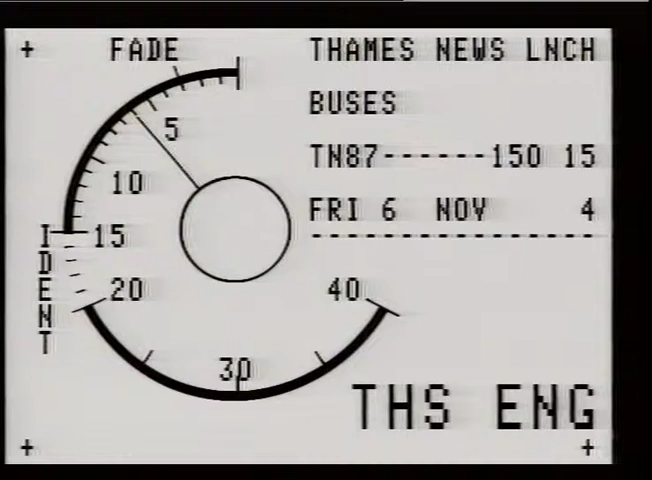 FADE
THAMES NEWS LNCH
BUSES
5
TN87------150 15
10
FRI 6 NOV 4
-----------------
15
IDENT
20
40
30
THS ENG